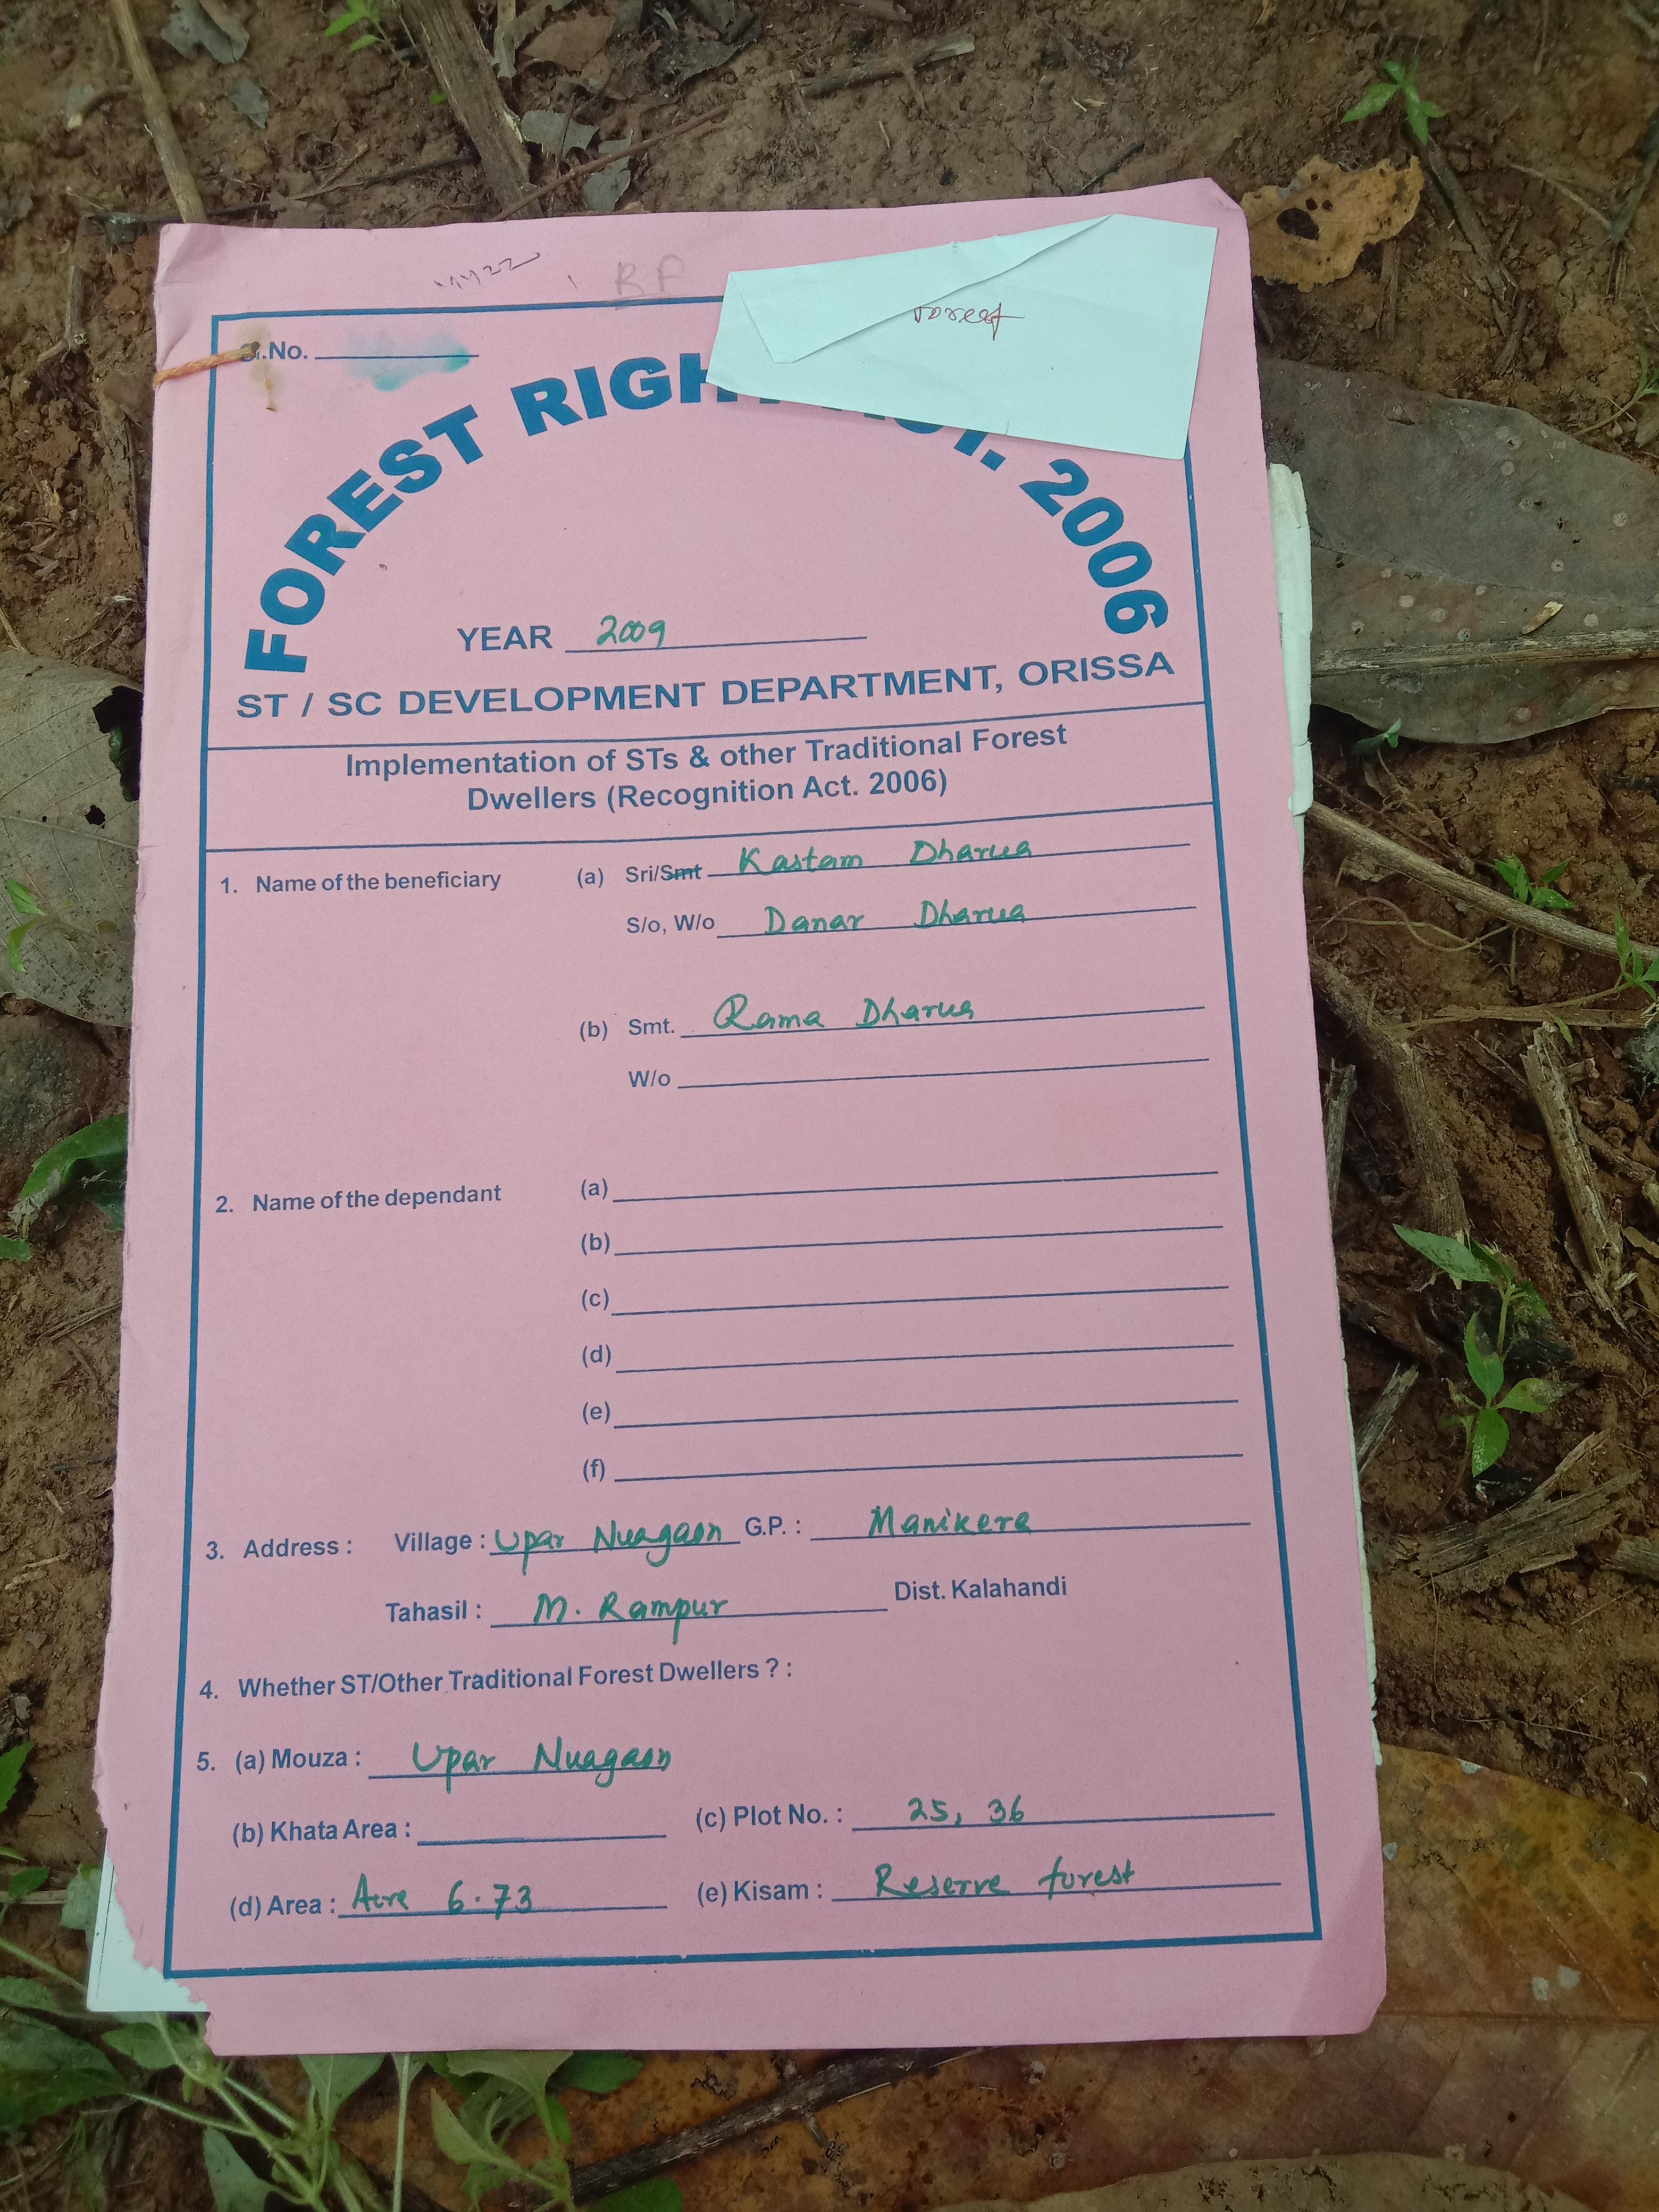 RF
Forest
Sl.No.
FOREST RIGHT ACT. 2006
YEAR 2009
ST / SC DEVELOPMENT DEPARTMENT, ORISSA
Implementation of STs & other Traditional Forest
Dwellers (Recognition Act. 2006)
1. Name of the beneficiary (a) Sri/Smt Kastam Dharua
S/o, W/o Danar Dharua
(b) Smt. Rama Dharua
W/o
2. Name of the dependant (a)
(b)
(c)
(d)
(e)
(f)
3. Address : Village : Upar Nuagaon G.P. : Manikera
Tahasil : M. Rampur Dist. Kalahandi
4. Whether ST/Other Traditional Forest Dwellers ? :
5. (a) Mouza : Upar Nuagaon
(b) Khata Area : (c) Plot No. : 25, 36
(d) Area : Acre 6.73 (e) Kisam : Reserve forest